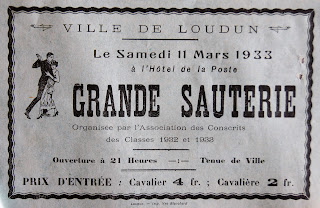 VILLE DE LOUDUN
Le Samedi 11 Mars 1933
à l'Hôtel de la Poste
GRANDE SAUTERIE
Organisée par l'Association des Conscrits
des Classes 1932 et 1933
Ouverture à 21 Heures —:— Tenue de Ville
PRIX D'ENTRÉE : Cavalier 4 fr. ; Cavalière 2 fr.